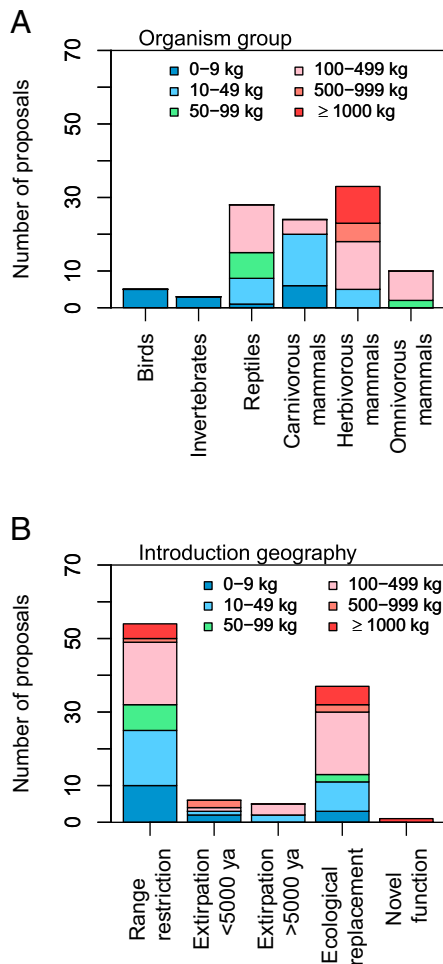 A
Organism group
0−9 kg
10−49 kg
50−99 kg
100−499 kg
500−999 kg
≥ 1000 kg
Number of proposals
70
50
30
10
0
Birds
Invertebrates
Reptiles
Carnivorous
mammals
Herbivorous
mammals
Omnivorous
mammals
B
Introduction geography
0−9 kg
10−49 kg
50−99 kg
100−499 kg
500−999 kg
≥ 1000 kg
Number of proposals
70
50
30
10
0
Range
restriction
Extirpation
<5000 ya
Extirpation
>5000 ya
Ecological
replacement
Novel
function